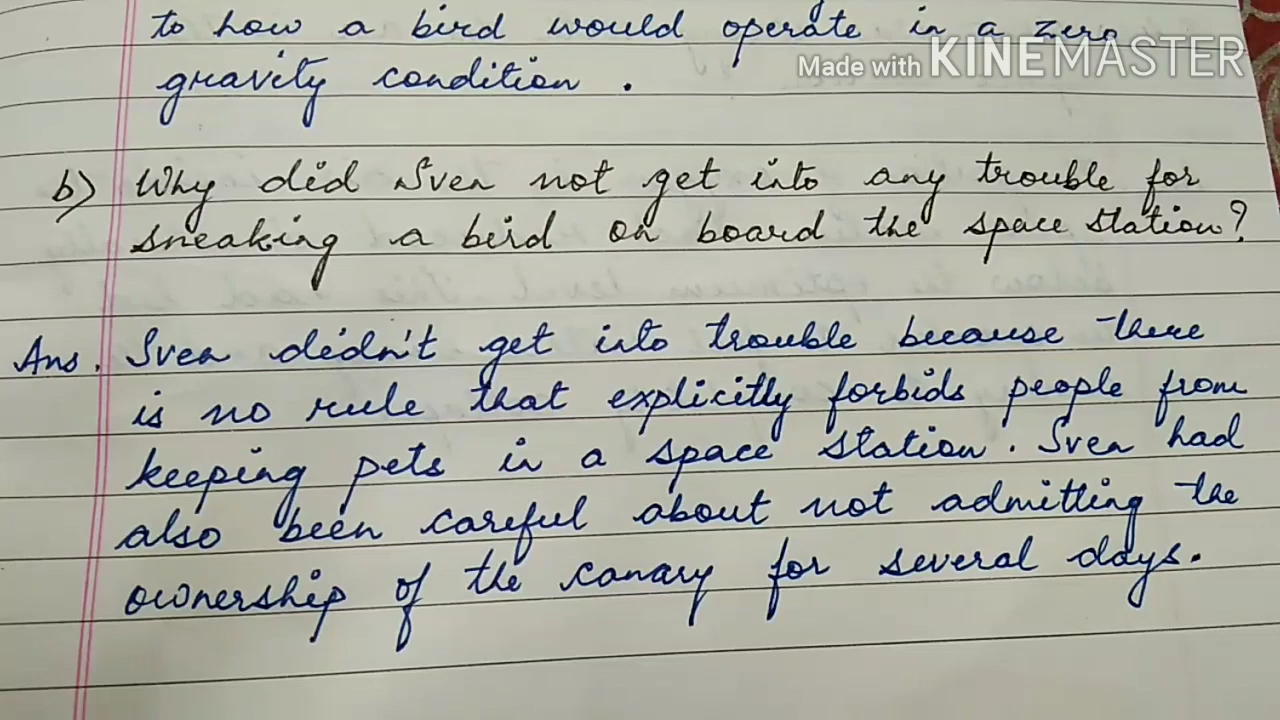 to how a bird would operate in a zero
Made with KINEMASTER
gravity condition .
b) Why did Sven not get into any trouble for
sneaking a bird on board the space station?
Ans. Sven didn't get into trouble because there
is no rule that explicitly forbids people from
keeping pets in a space station. Sven had
also been careful about not admitting the
ownership of the canary for several days.